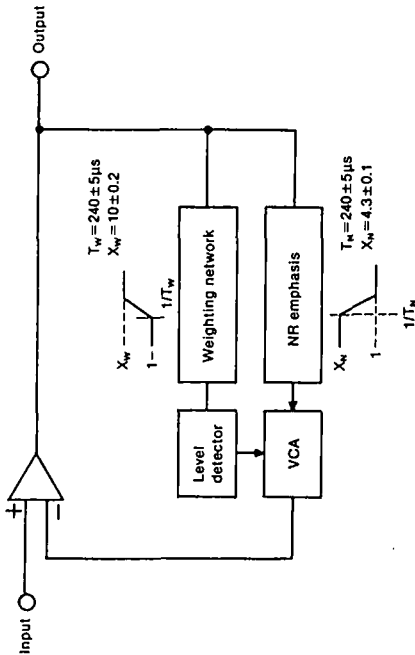 Input
+
−
Output
T_W = 240 ± 5µs
X_W = 10 ± 0.2
X_W
1
1/T_W
Level
detector
Weighting network
VCA
NR emphasis
X_N
1
1/T_N
T_N = 240 ± 5µs
X_N = 4.3 ± 0.1